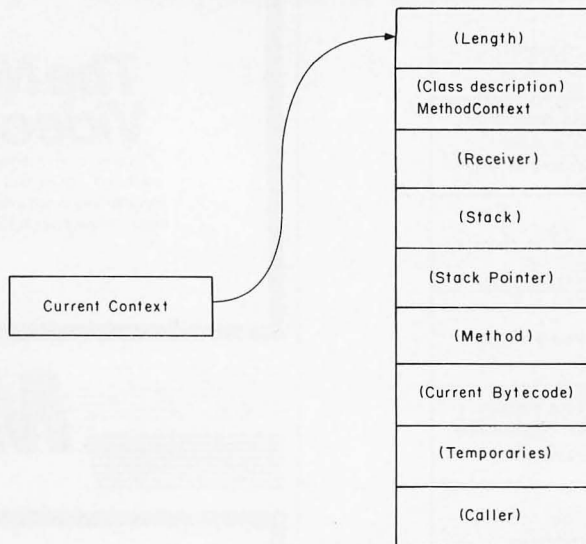 (Length)
(Class description)
MethodContext
(Receiver)
(Stack)
Current Context
(Stack Pointer)
(Method)
(Current Bytecode)
(Temporaries)
(Caller)